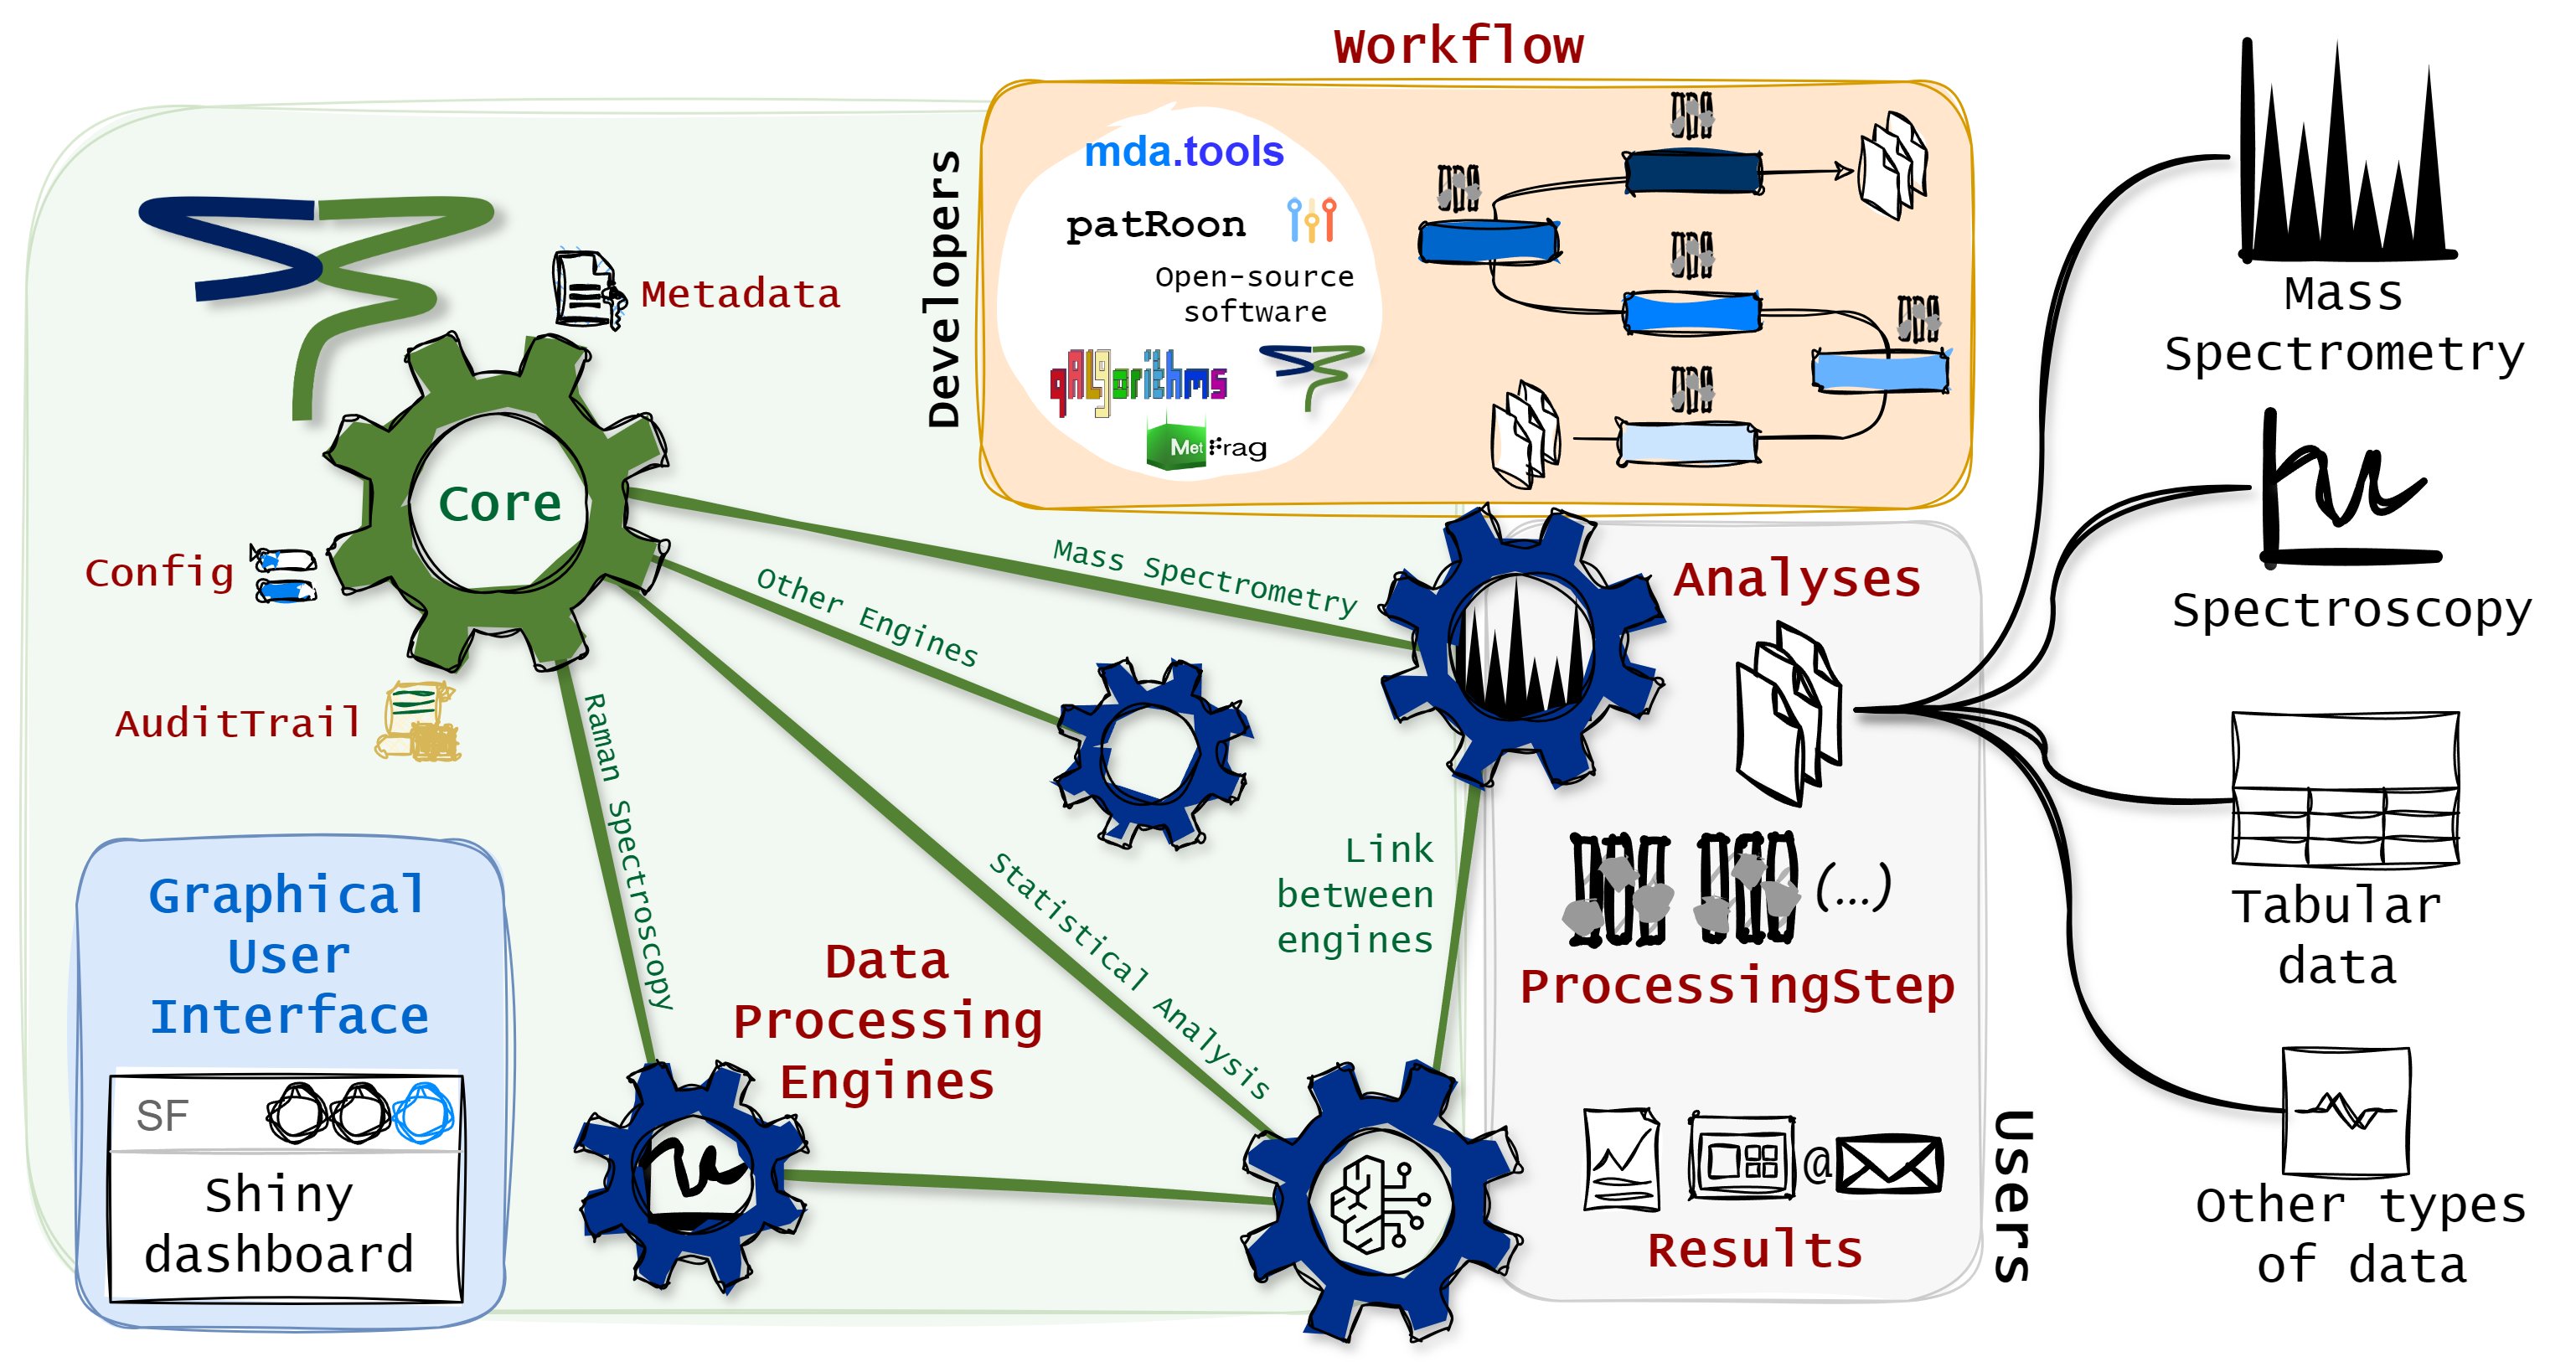 Workflow
Developers
mda.tools
patRoon
Open-source
software
qAlgorithms
MetFrag
Metadata
Core
Config
AuditTrail
Mass Spectrometry
Other Engines
Statistical Analysis
Raman Spectroscopy
Link
between
engines
Data
Processing
Engines
Graphical
User
Interface
SF
Shiny
dashboard
Analyses
(...)
ProcessingStep
@
Results
Users
Mass
Spectrometry
Spectroscopy
Tabular
data
Other types
of data